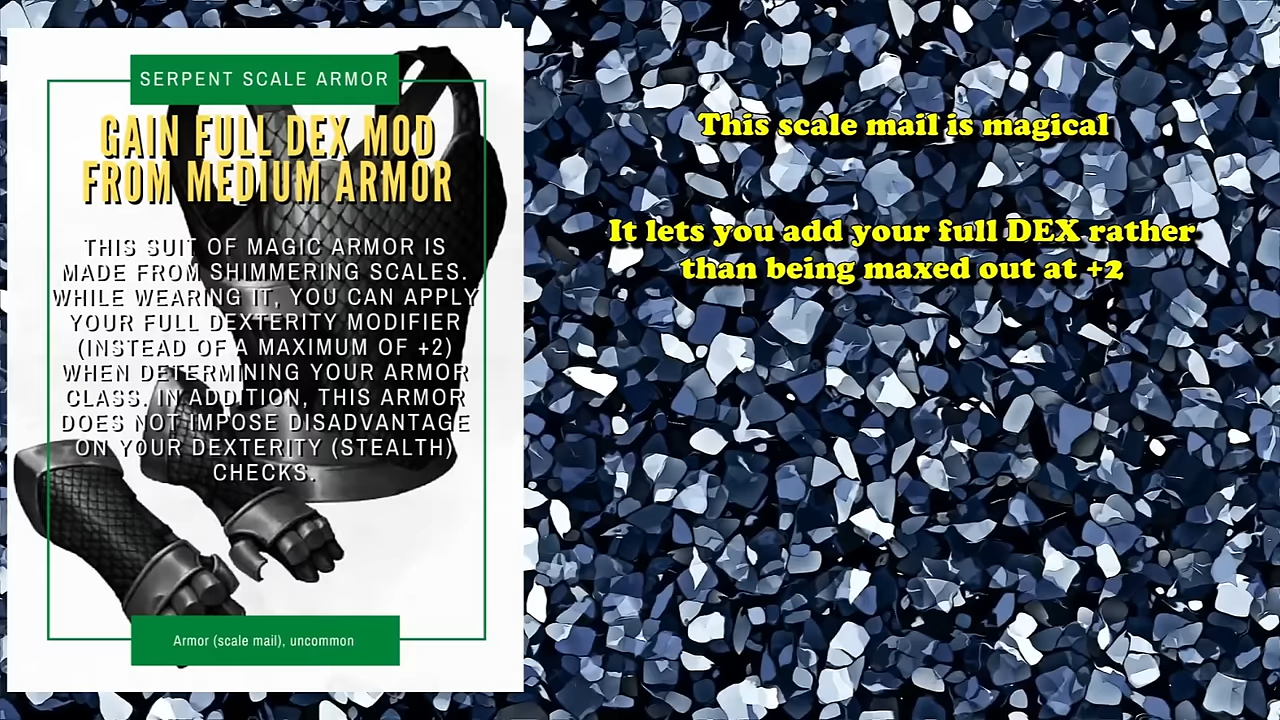 SERPENT SCALE ARMOR
GAIN FULL DEX MOD
FROM MEDIUM ARMOR
THIS SUIT OF MAGIC ARMOR IS
MADE FROM SHIMMERING SCALES.
WHILE WEARING IT, YOU CAN APPLY
YOUR FULL DEXTERITY MODIFIER
(INSTEAD OF A MAXIMUM OF +2)
WHEN DETERMINING YOUR ARMOR
CLASS. IN ADDITION, THIS ARMOR
DOES NOT IMPOSE DISADVANTAGE
ON YOUR DEXTERITY (STEALTH)
CHECKS.
Armor (scale mail), uncommon
This scale mail is magical
It lets you add your full DEX rather
than being maxed out at +2